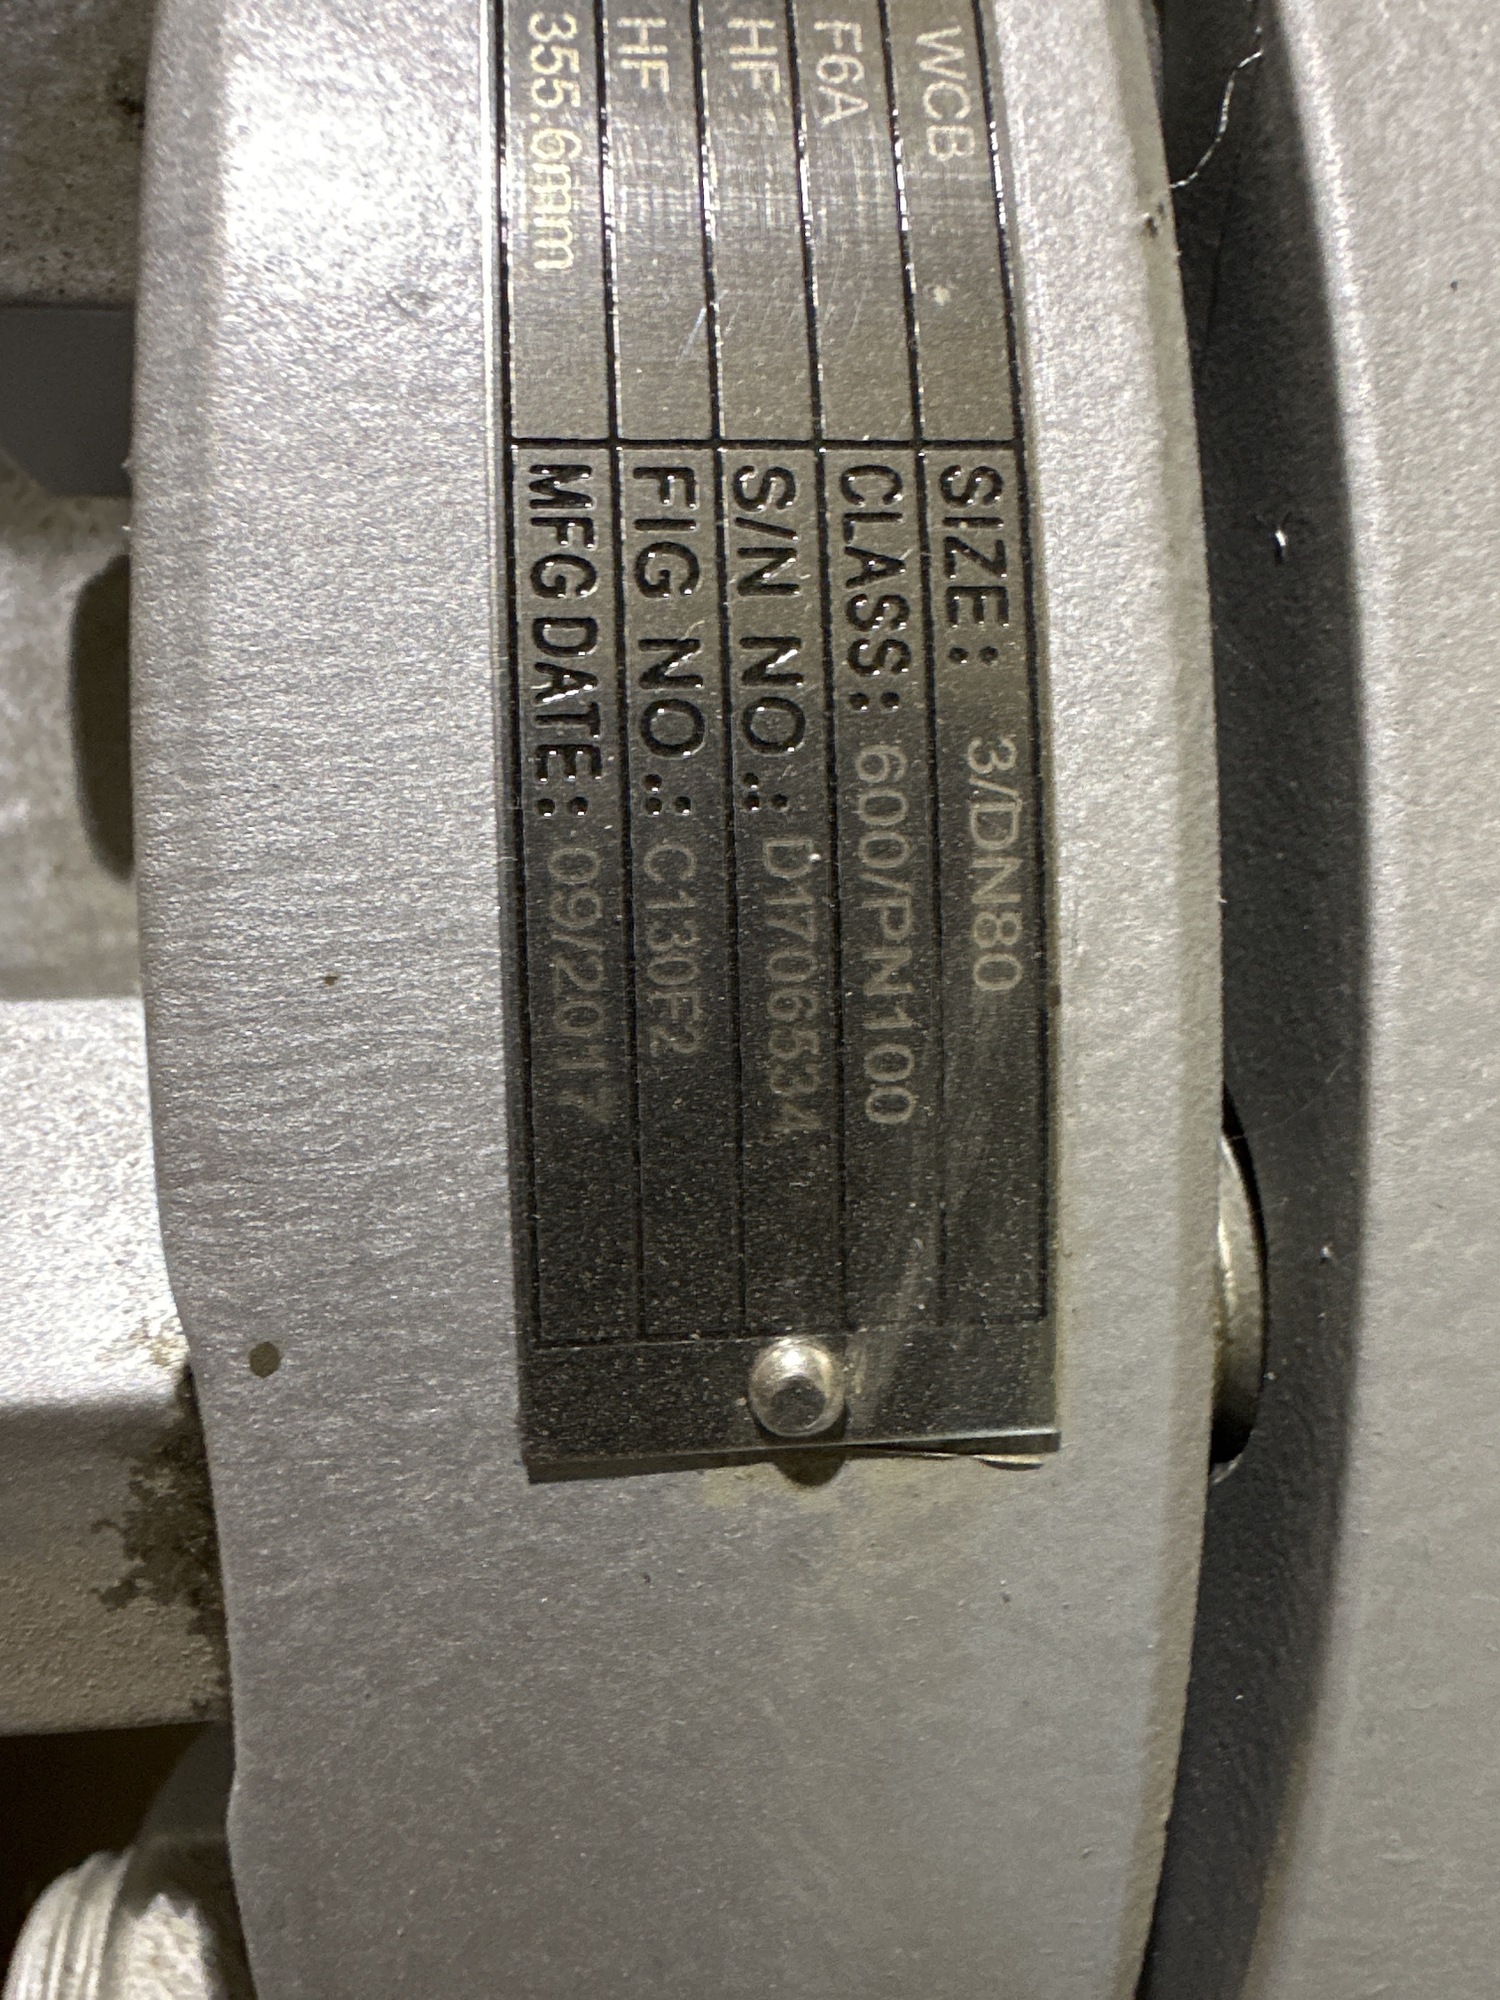 WCB SIZE: 3/DN80
F6A CLASS: 600/PN100
HF S/N NO.: D17065334
HF FIG NO.: C130F2
355.6mm MFG DATE: 09/2017